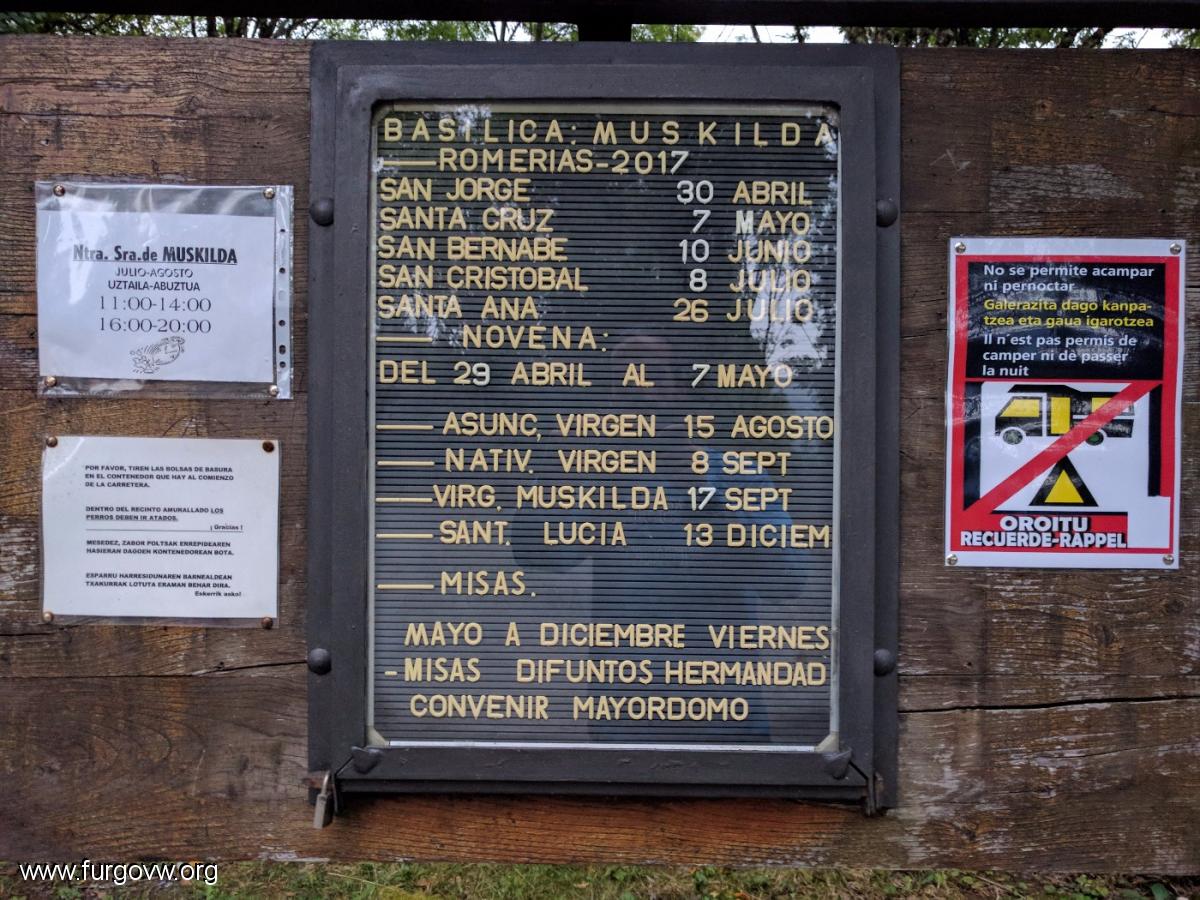 BASILICA: MUSKILDA
ROMERIAS-2017
SAN JORGE 30 ABRIL
SANTA CRUZ 7 MAYO
SAN BERNABE 10 JUNIO
SAN CRISTOBAL 8 JULIO
SANTA ANA 26 JULIO
— NOVENA:
DEL 29 ABRIL AL 7 MAYO
— ASUNC, VIRGEN 15 AGOSTO
— NATIV. VIRGEN 8 SEPT
— VIRG. MUSKILDA 17 SEPT
— SANT. LUCIA 13 DICIEM
— MISAS.
MAYO A DICIEMBRE VIERNES
-MISAS DIFUNTOS HERMANDAD
CONVENIR MAYORDOMO
Ntra. Sra.de MUSKILDA
JULIO-AGOSTO
UZTAILA-ABUZTUA
11:00-14:00
16:00-20:00
POR FAVOR, TIREN LAS BOLSAS DE BASURA
EN EL CONTENEDOR QUE HAY AL COMIENZO
DE LA CARRETERA.
DENTRO DEL RECINTO AMURALLADO LOS
PERROS DEBEN IR ATADOS.
¡ Gracias !
MESEDEZ, ZABOR POLTSAK ERREPIDEAREN
HASIERAN DAGOEN KONTENEDOREAN BOTA.
ESPARRU HARRESIDUNAREN BARNEALDEAN
TXAKURRAK LOTUTA ERAMAN BEHAR DIRA.
Eskerrik asko!
No se permite acampar
ni pernoctar
Galerazita dago kanpa-
tzea eta gaua igarotzea
Il n'est pas permis de
camper ni de passer
la nuit
OROITU
RECUERDE-RAPPEL
www.furgovw.org